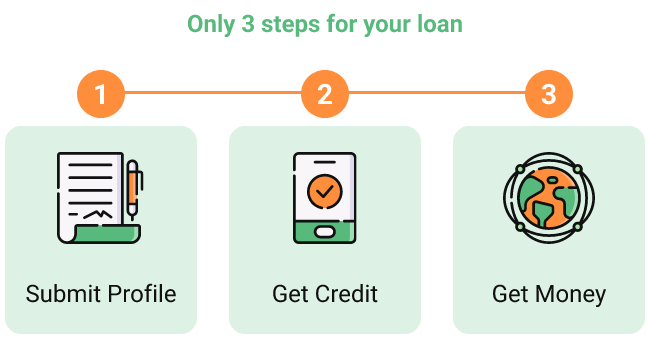 Only 3 steps for your loan
1
2
3
Submit Profile
Get Credit
Get Money